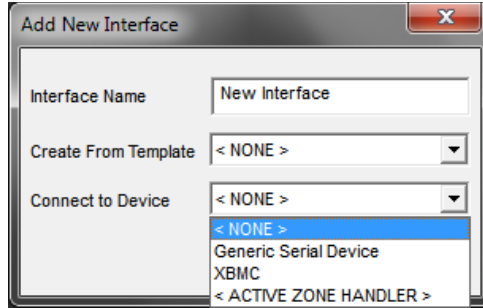 Add New Interface
Interface Name New Interface
Create From Template < NONE >
Connect to Device < NONE >
< NONE >
Generic Serial Device
XBMC
< ACTIVE ZONE HANDLER >